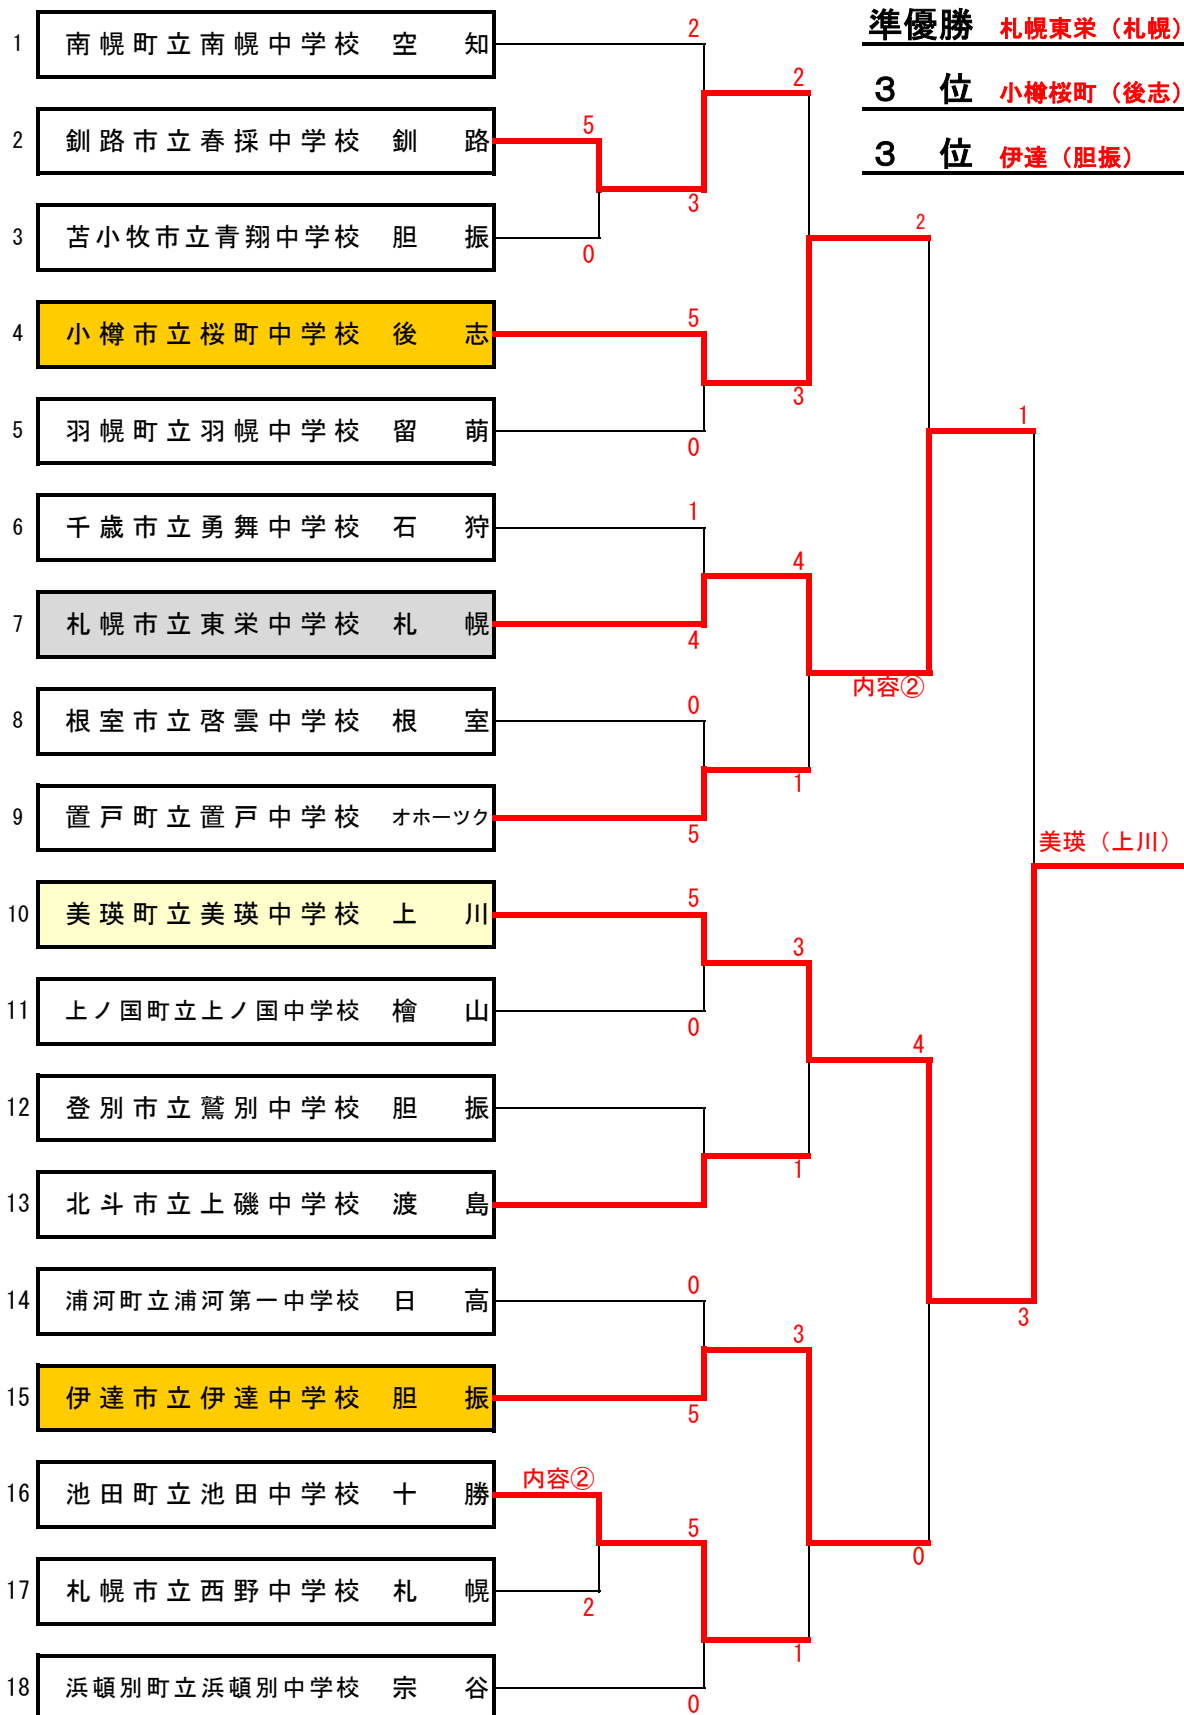 準優勝 札幌東栄（札幌）
３ 位 小樽桜町（後志）
３ 位 伊達（胆振）
1 南幌町立南幌中学校 空知
2
2
2 釧路市立春採中学校 釧路
5
3
3 苫小牧市立青翔中学校 胆振
0
2
4 小樽市立桜町中学校 後志
5
3
5 羽幌町立羽幌中学校 留萌
0
1
6 千歳市立勇舞中学校 石狩
1
4
7 札幌市立東栄中学校 札幌
4
内容②
8 根室市立啓雲中学校 根室
0
1
9 置戸町立置戸中学校 オホーツク
5
美瑛（上川）
10 美瑛町立美瑛中学校 上川
5
3
11 上ノ国町立上ノ国中学校 檜山
0
4
12 登別市立鷲別中学校 胆振
1
13 北斗市立上磯中学校 渡島
14 浦河町立浦河第一中学校 日高
0
3
3
15 伊達市立伊達中学校 胆振
5
16 池田町立池田中学校 十勝
内容②
5
0
17 札幌市立西野中学校 札幌
2
1
18 浜頓別町立浜頓別中学校 宗谷
0